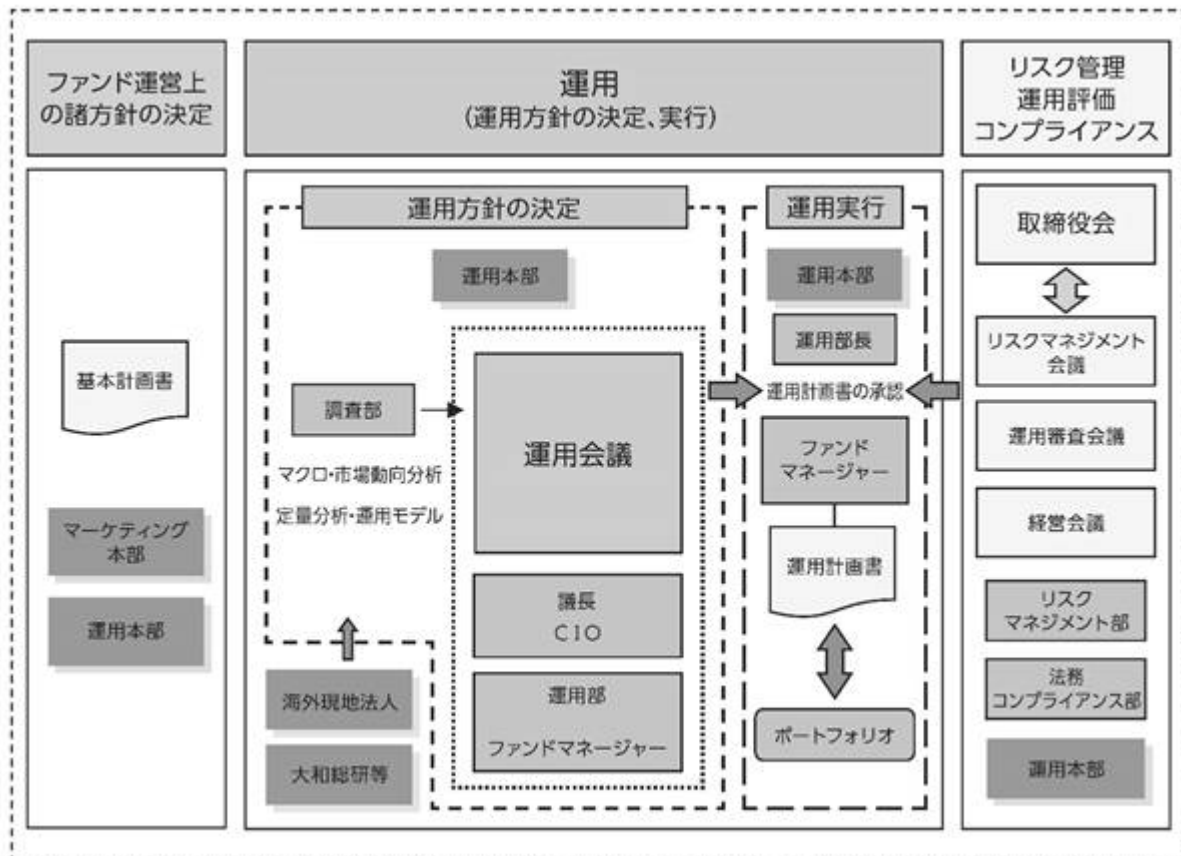 ファンド運営上
の諸方針の決定
運用
(運用方針の決定、実行)
リスク管理
運用評価
コンプライアンス
基本計画書
マーケティング
本部
運用本部
運用方針の決定
運用本部
調査部
マクロ・市場動向分析
定量分析・運用モデル
海外現地法人
大和総研等
運用会議
議長
CIO
運用部
ファンドマネージャー
運用実行
運用本部
運用部長
運用計画書の承認
ファンド
マネージャー
運用計画書
ポートフォリオ
取締役会
リスクマネジメント
会議
運用審査会議
経営会議
リスク
マネジメント部
法務
コンプライアンス部
運用本部